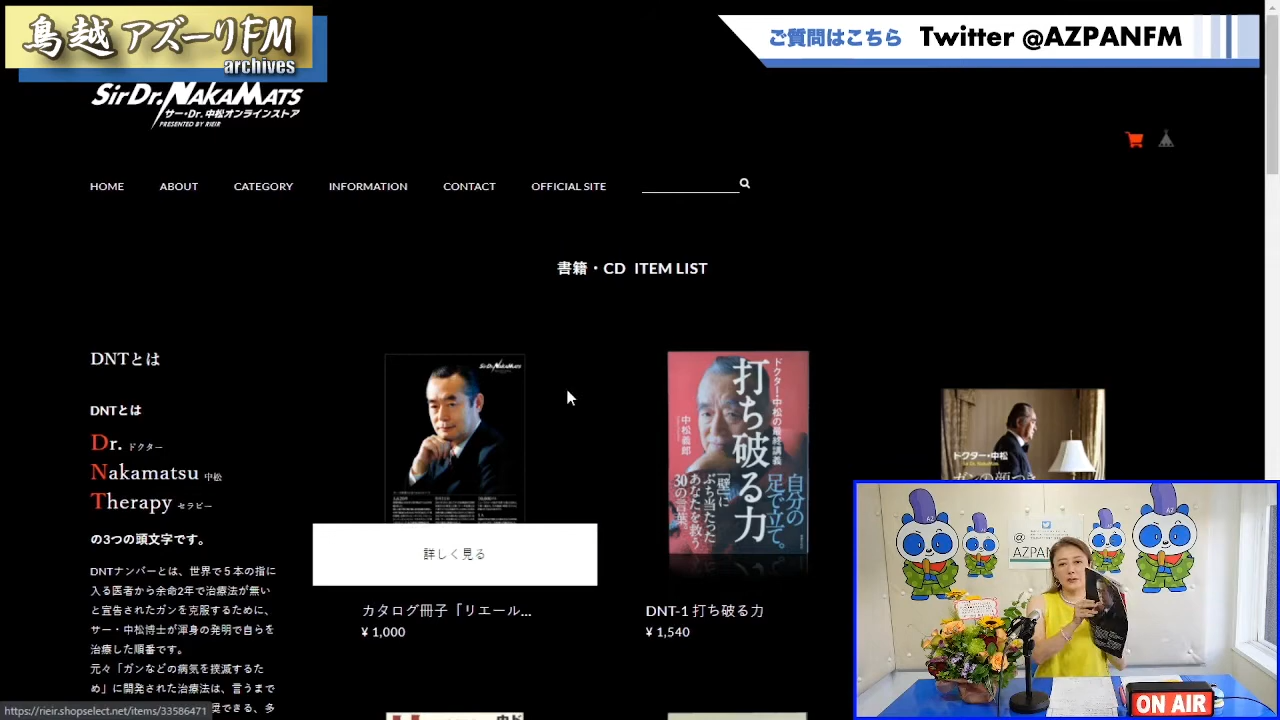 鳥越 アズーリFM
archives
ご質問はこちら Twitter @AZPANFM
SirDr.NAKAMATS
サー・Dr.中松オンラインストア
PRESENTED BY RIEIR
HOME ABOUT CATEGORY INFORMATION CONTACT OFFICIAL SITE
書籍・CD ITEM LIST
DNTとは
DNTとは
Dr. ドクター
Nakamatsu 中松
Therapy セラピー
の3つの頭文字です。
DNTナンバーとは、世界で５本の指に
入る医者から余命2年で治療法が無い
と宣告されたガンを克服するために、
サー・中松博士が渾身の発明で自らを
治療した順番です。
元々「ガンなどの病気を撲滅するた
め」に開発された治療法は、言うまで
SirDr.NAKAMATS
詳しく見る
カタログ冊子「リエール...
¥ 1,000
ドクター・中松の最終講義
打ち破る力
中松義郎
自分の
足で立て。
「壁」に
ぶち当たった
あなたを救う
30の言葉
DNT-1 打ち破る力
¥ 1,540
ドクター・中松
Sir Dr. NakaMats
ガンの顔つき
@AZPAN
ON AIR
https://rieir.shopselect.net/items/33586471